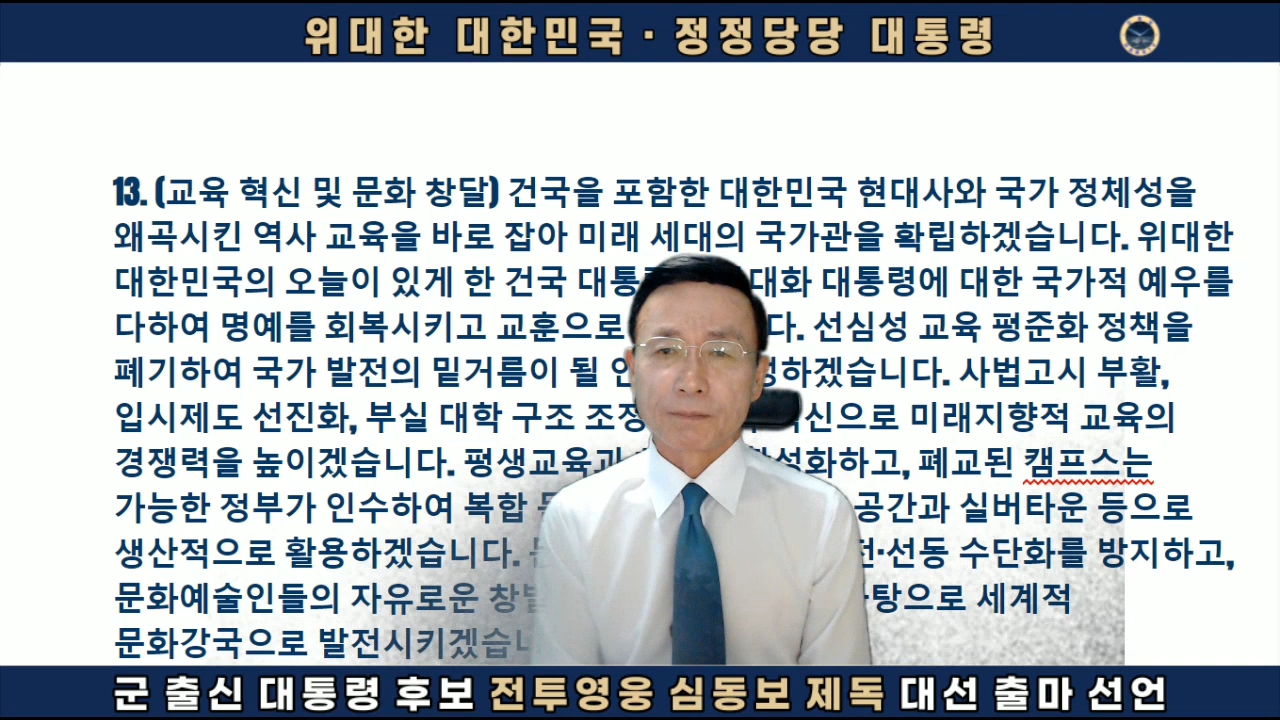 위대한 대한민국·정정당당 대통령
13. (교육 혁신 및 문화 창달) 건국을 포함한 대한민국 현대사와 국가 정체성을
왜곡시킨 역사 교육을 바로 잡아 미래 세대의 국가관을 확립하겠습니다. 위대한
대한민국의 오늘이 있게 한 건국 대통 대화 대통령에 대한 국가적 예우를
다하여 명예를 회복시키고 교훈으로 다. 선심성 교육 평준화 정책을
폐기하여 국가 발전의 밑거름이 될 하겠습니다. 사법고시 부활,
입시제도 선진화, 부실 대학 구조 조정 혁신으로 미래지향적 교육의
경쟁력을 높이겠습니다. 평생교육과 성화하고, 폐교된 캠프스는
가능한 정부가 인수하여 복합 공간과 실버타운 등으로
생산적으로 활용하겠습니다. 전·선동 수단화를 방지하고,
문화예술인들의 자유로운 창발 탕으로 세계적
문화강국으로 발전시키겠습니
군 출신 대통령 후보 전투영웅 심동보 제독 대선 출마 선언